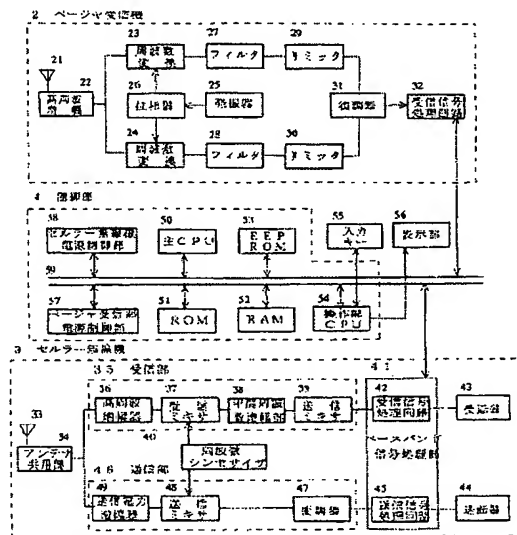 2 ページャ受信機
21
22
高周波増幅器
23
周波数変換
27
フィルタ
29
リミッタ
26
移相器
25
発振器
31
復調器
32
受信信号処理回路
24
周波数変換
28
フィルタ
30
リミッタ
4 制御部
58
セルラー無線機電源制御部
50
主CPU
53
EEPROM
55
入力キー
56
表示部
59
57
ページャ受信部電源制御部
51
ROM
52
RAM
54
操作部CPU
3 セルラー無線機
35 受信部
41
33
34
アンテナ共用器
36
高周波増幅器
37
受信ミキサ
38
中間周波数
39
送信ミキサ
42
受信信号処理回路
43
受話器
40
周波数シンセサイザ
ベースバンド信号処理部
46 送信部
49
送信電力増幅器
48
送信ミキサ
47
変調器
45
送信信号処理回路
44
送話器